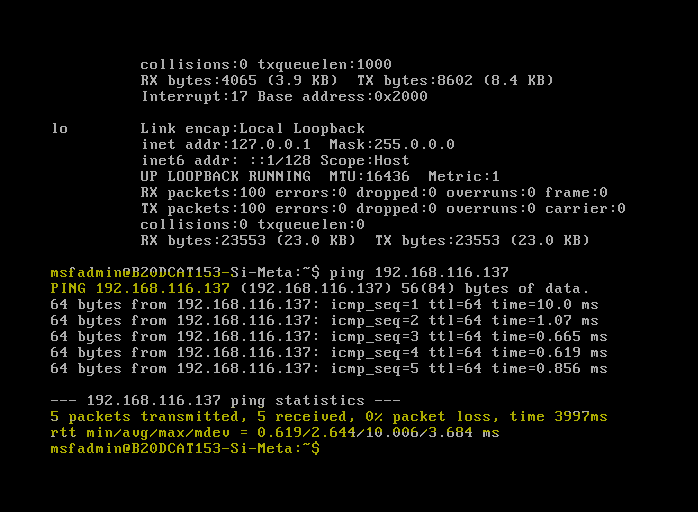 collisions:0 txqueuelen:1000
RX bytes:4065 (3.9 KB)  TX bytes:8602 (8.4 KB)
Interrupt:17 Base address:0x2000
lo        Link encap:Local Loopback
inet addr:127.0.0.1  Mask:255.0.0.0
inet6 addr: ::1/128 Scope:Host
UP LOOPBACK RUNNING  MTU:16436  Metric:1
RX packets:100 errors:0 dropped:0 overruns:0 frame:0
TX packets:100 errors:0 dropped:0 overruns:0 carrier:0
collisions:0 txqueuelen:0
RX bytes:23553 (23.0 KB)  TX bytes:23553 (23.0 KB)
msfadmin@B20DCAT153-Si-Meta:~$ ping 192.168.116.137
PING 192.168.116.137 (192.168.116.137) 56(84) bytes of data.
64 bytes from 192.168.116.137: icmp_seq=1 ttl=64 time=10.0 ms
64 bytes from 192.168.116.137: icmp_seq=2 ttl=64 time=1.07 ms
64 bytes from 192.168.116.137: icmp_seq=3 ttl=64 time=0.665 ms
64 bytes from 192.168.116.137: icmp_seq=4 ttl=64 time=0.619 ms
64 bytes from 192.168.116.137: icmp_seq=5 ttl=64 time=0.856 ms
--- 192.168.116.137 ping statistics ---
5 packets transmitted, 5 received, 0% packet loss, time 3997ms
rtt min/avg/max/mdev = 0.619/2.644/10.006/3.684 ms
msfadmin@B20DCAT153-Si-Meta:~$